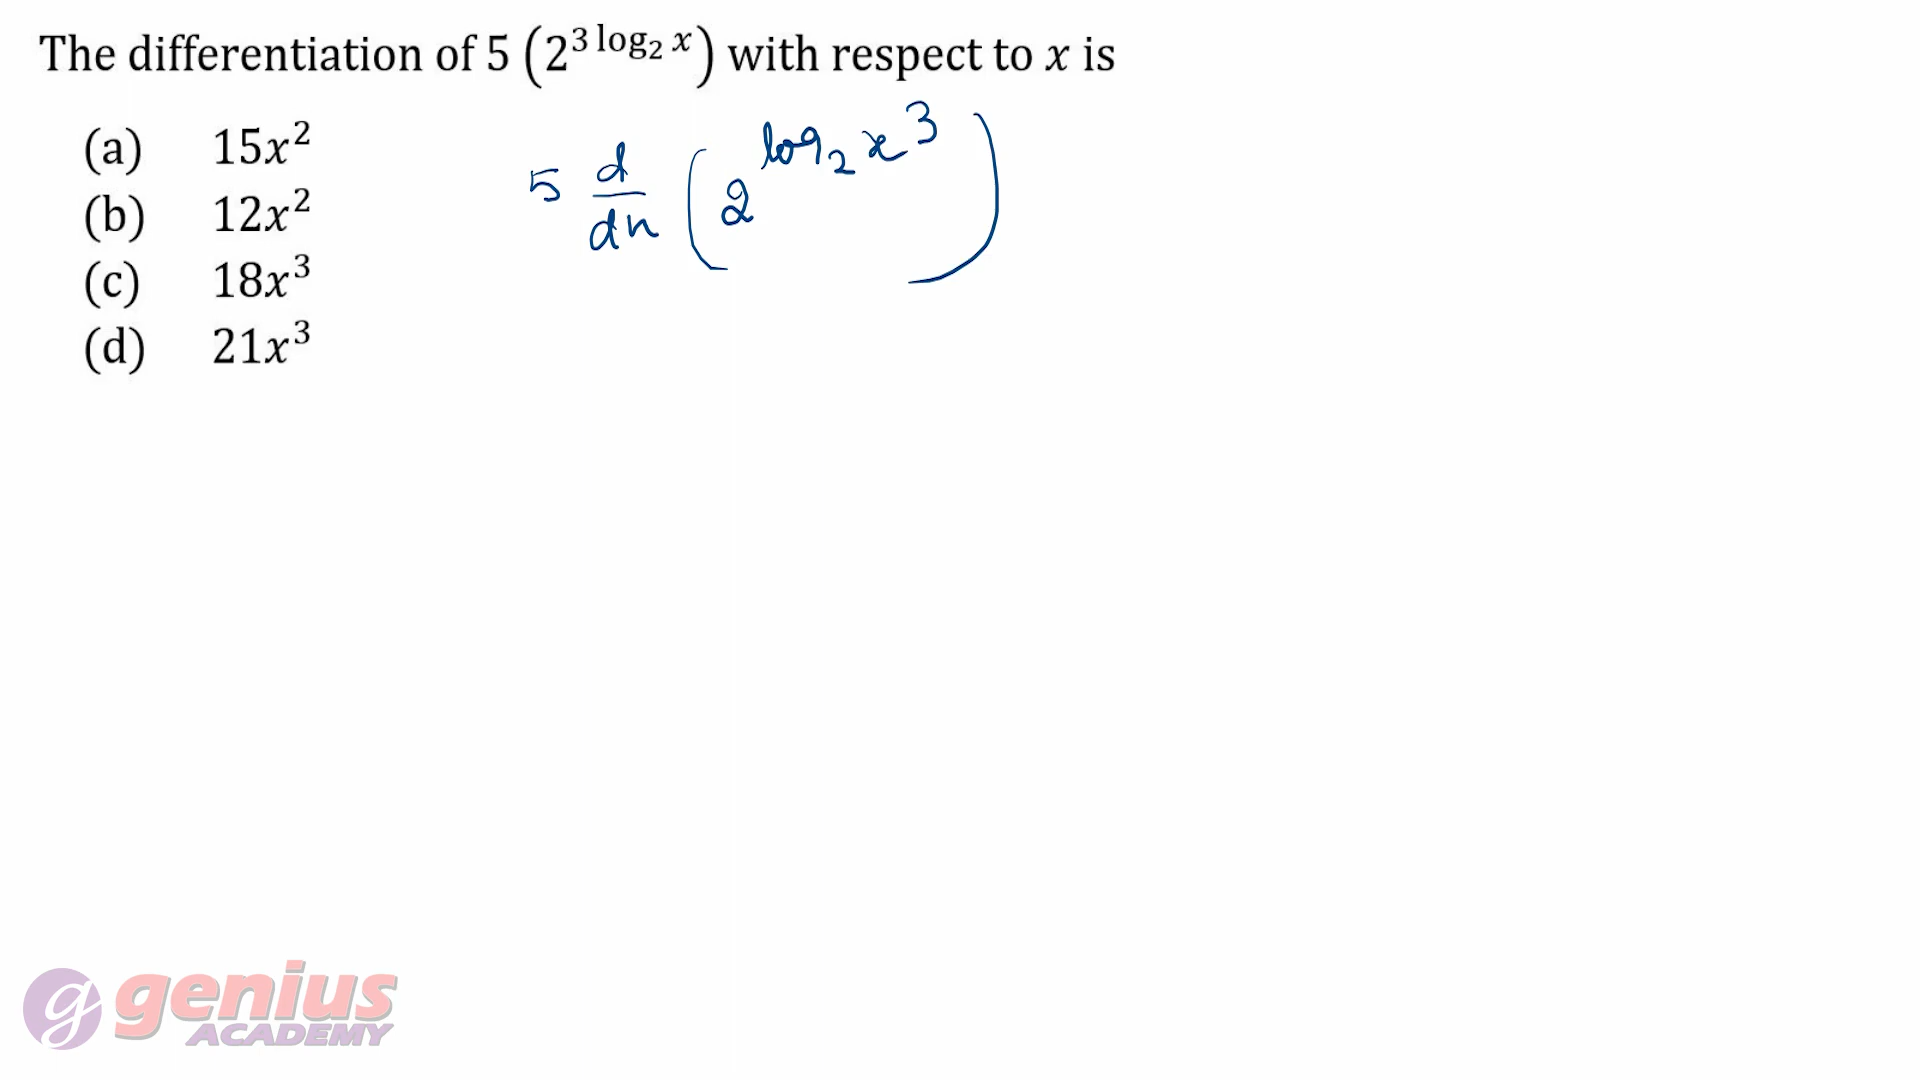 The differentiation of 5 (2^{3 log₂ x}) with respect to x is
(a) 15x²
(b) 12x²
(c) 18x³
(d) 21x³
5 d/dx (2^{log₂ x³})
g genius
ACADEMY